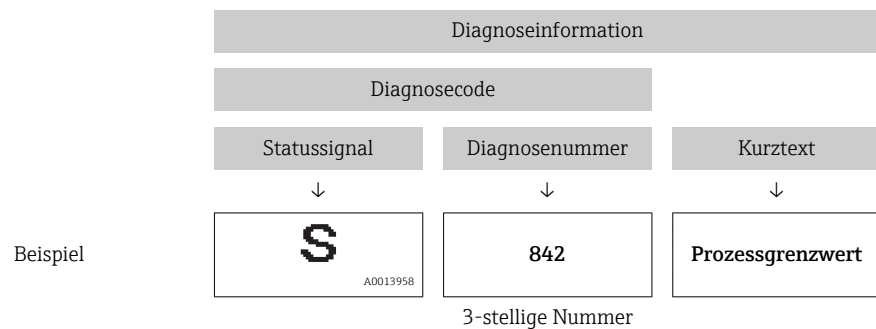 Diagnoseinformation
Diagnosecode
Statussignal Diagnosenummer Kurztext
↓ ↓ ↓
Beispiel S 842 Prozessgrenzwert
A0013958
3-stellige Nummer